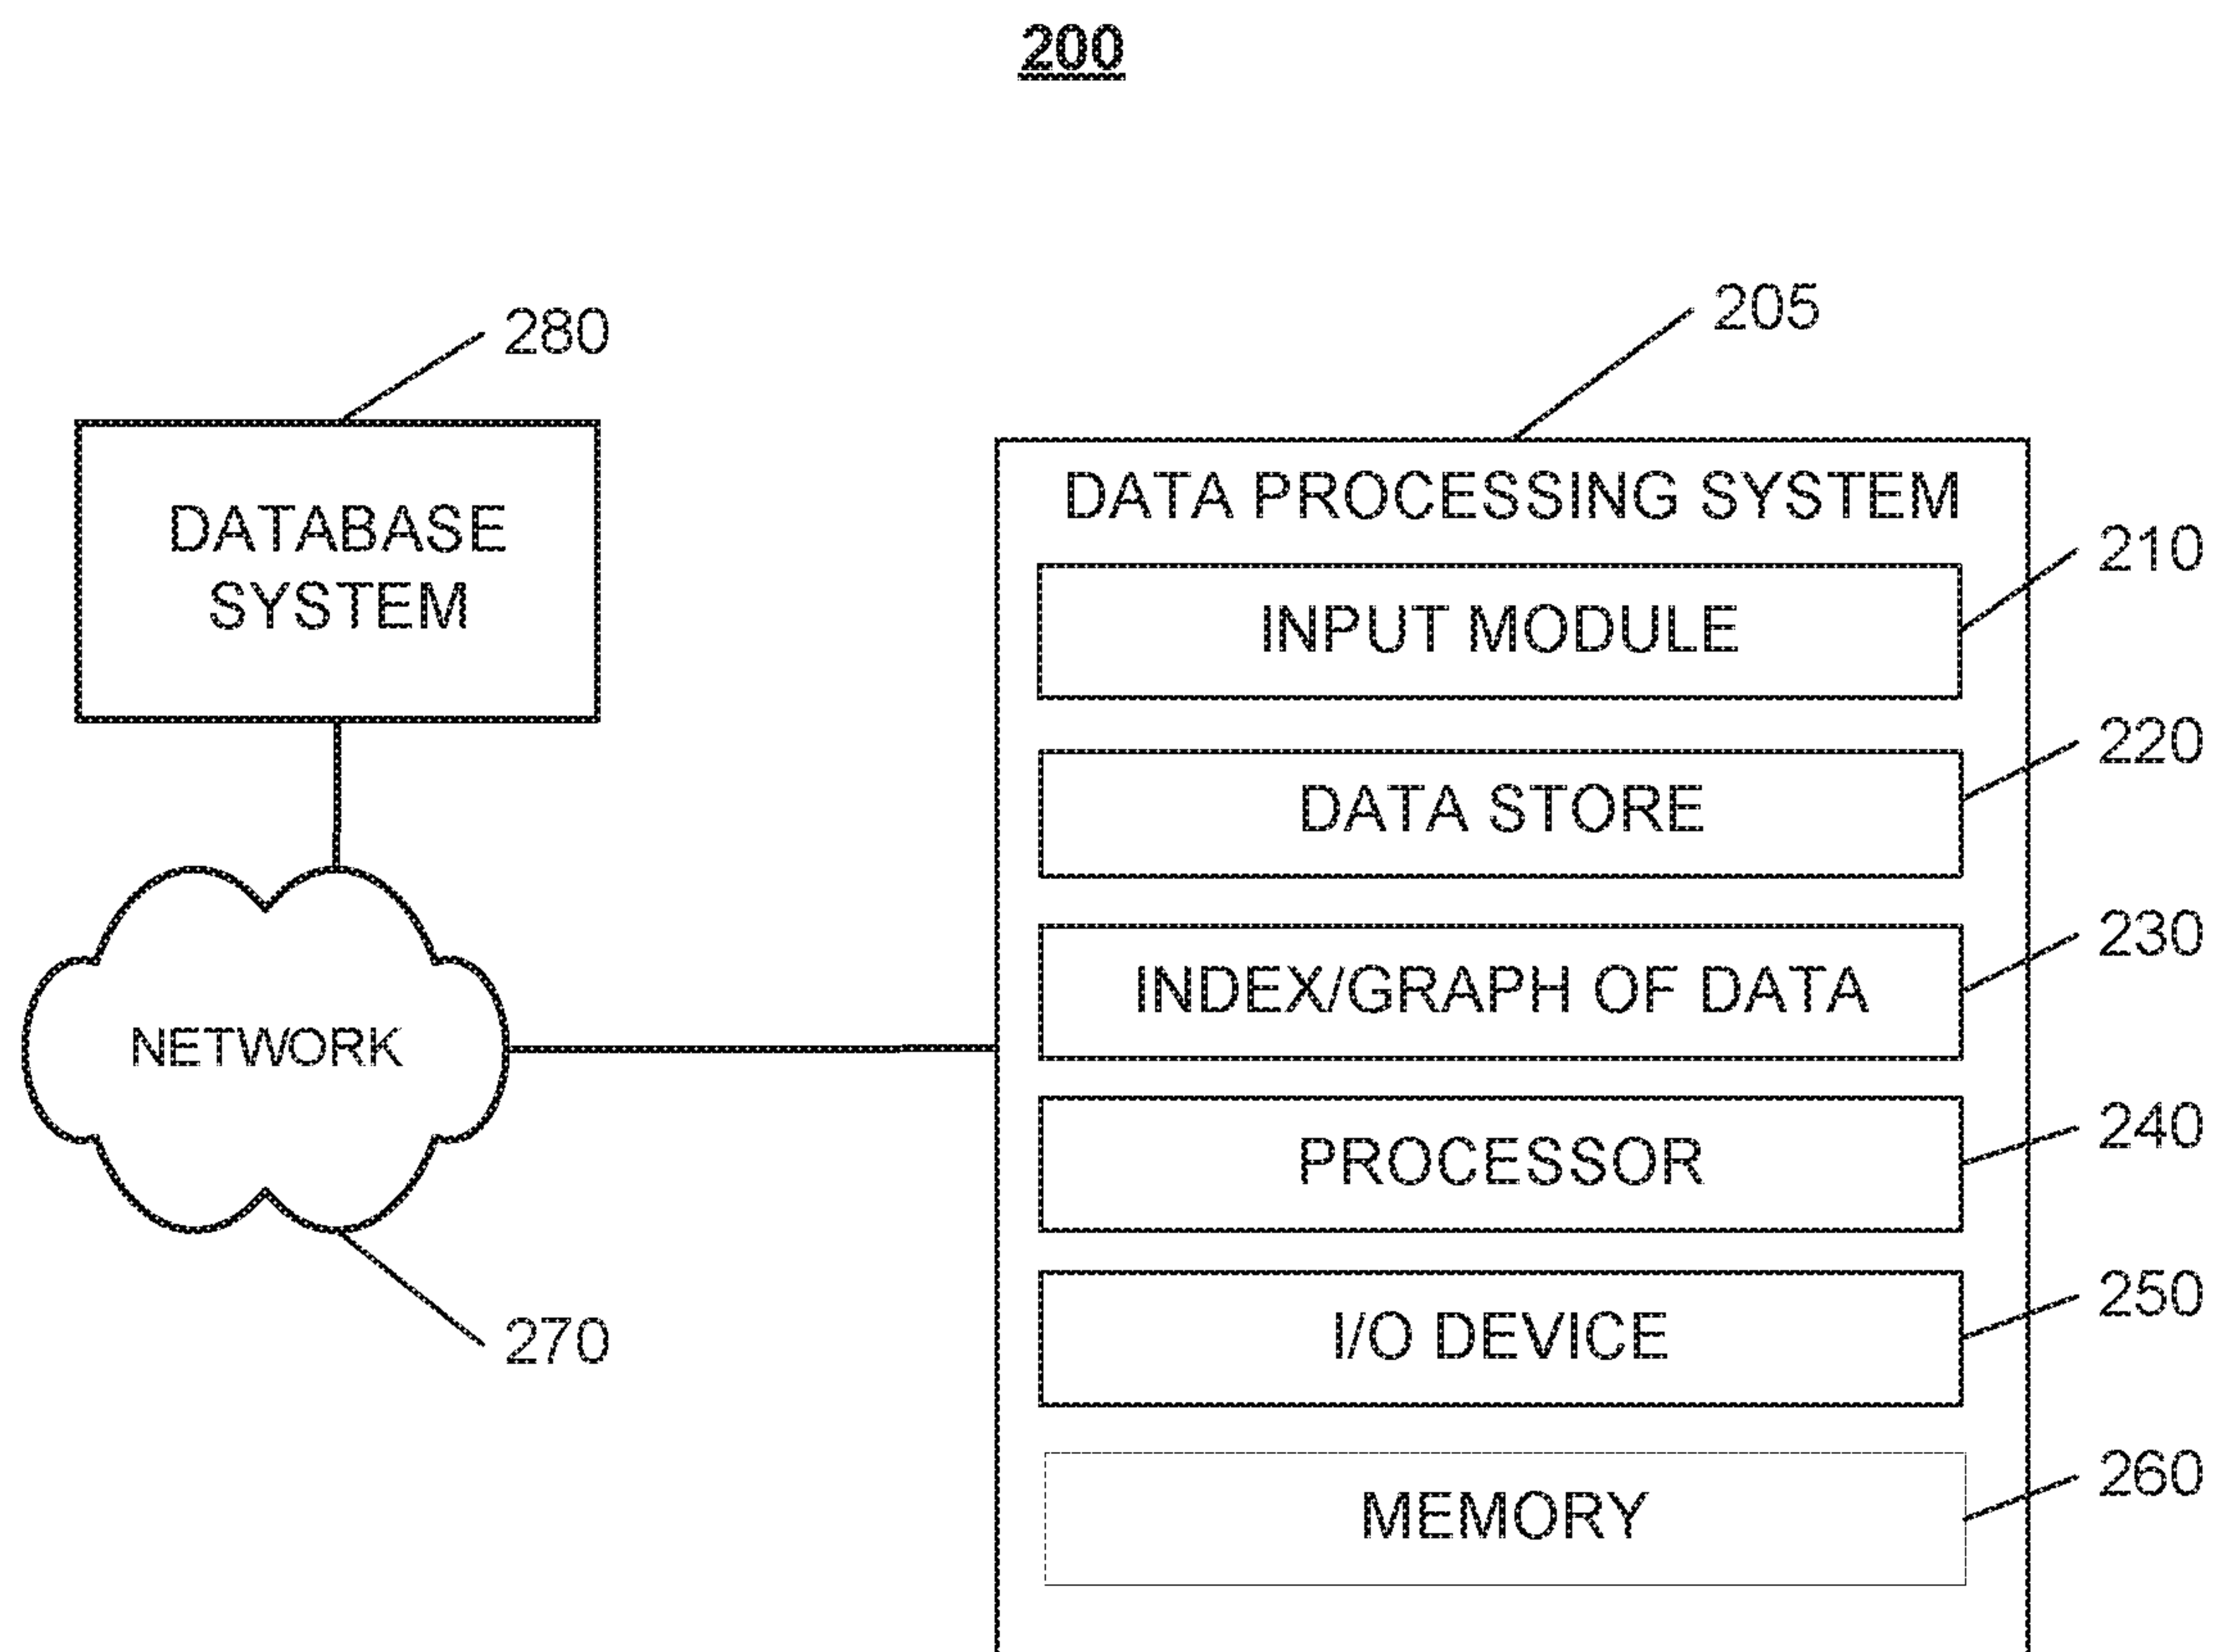 200
280
205
DATABASE
SYSTEM
DATA PROCESSING SYSTEM
INPUT MODULE
210
DATA STORE
220
INDEX/GRAPH OF DATA
230
NETWORK
PROCESSOR
240
I/O DEVICE
250
270
MEMORY
260